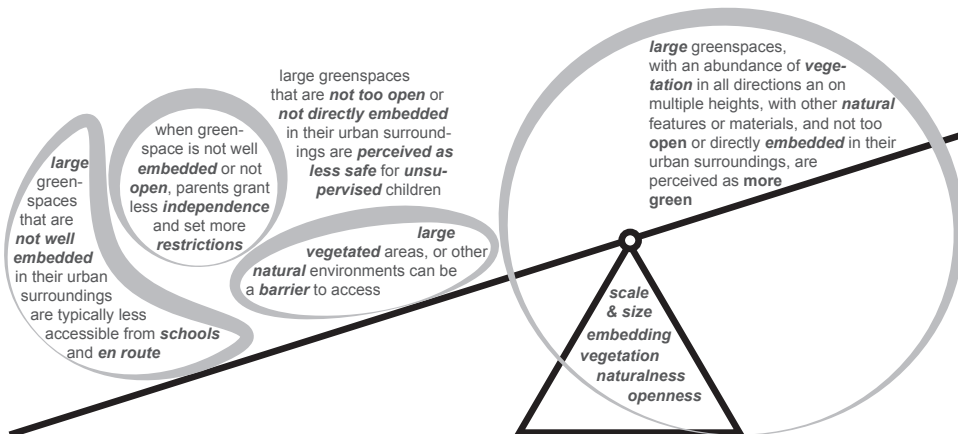 large
green-
spaces
that are
not well
embedded
in their urban
surroundings
are typically less
accessible from schools
and en route
when green-
space is not well
embedded or not
open, parents grant
less independence
and set more
restrictions
large greenspaces
that are not too open or
not directly embedded
in their urban surround-
ings are perceived as
less safe for unsu-
pervised children
large
vegetated areas, or other
natural environments can be
a barrier to access
large greenspaces,
with an abundance of vege-
tation in all directions an on
multiple heights, with other natural
features or materials, and not too
open or directly embedded in their
urban surroundings, are
perceived as more
green
scale
& size
embedding
vegetation
naturalness
openness